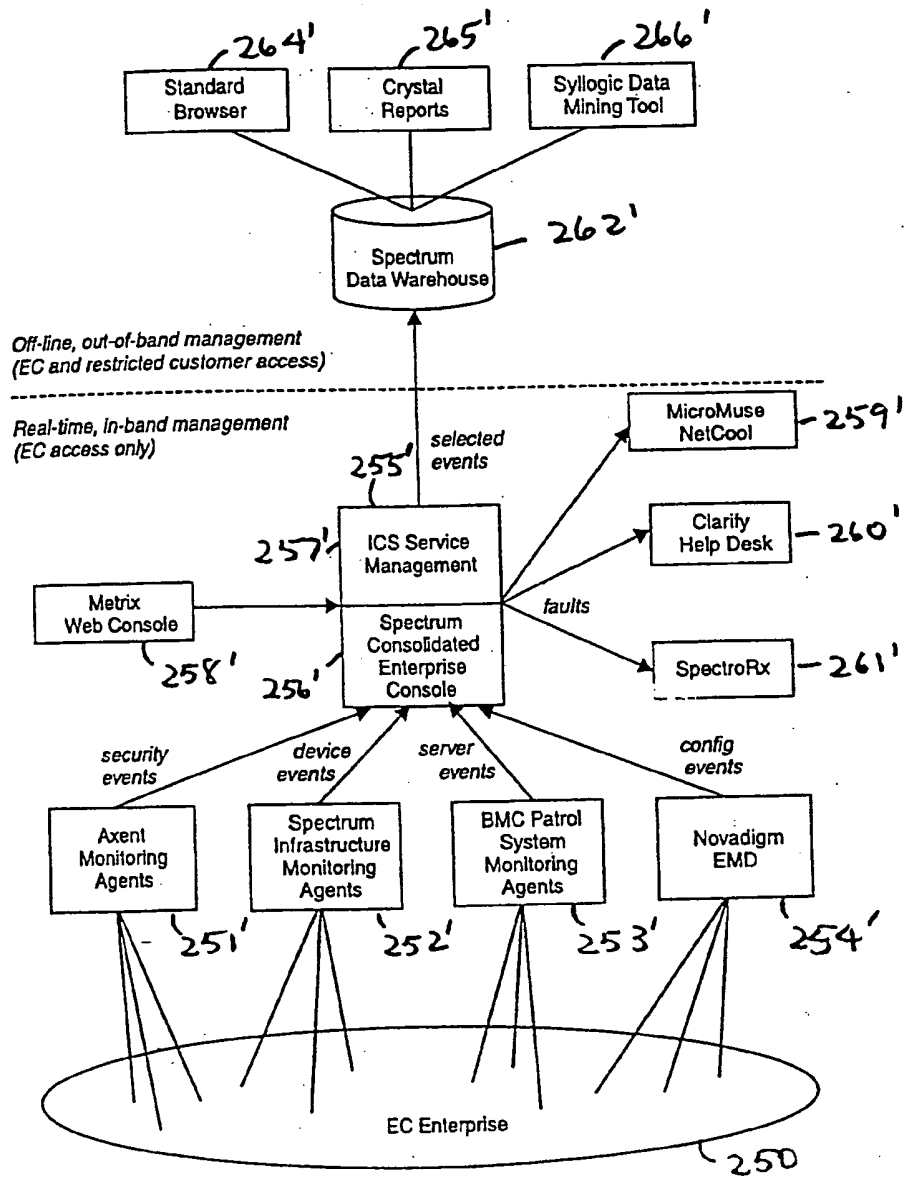 264'
265'
266'
Standard
Browser
Crystal
Reports
Syllogic Data
Mining Tool
262'
Spectrum
Data Warehouse
Off-line, out-of-band management
(EC and restricted customer access)
Real-time, in-band management
(EC access only)
selected
events
MicroMuse
NetCool
259'
255'
257'
ICS Service
Management
Clarify
Help Desk
260'
Metrix
Web Console
258'
faults
Spectrum
Consolidated
Enterprise
Console
256'
SpectroRx
261'
security
events
device
events
server
events
config
events
Axent
Monitoring
Agents
Spectrum
Infrastructure
Monitoring
Agents
BMC Patrol
System
Monitoring
Agents
Novadigm
EMD
251'
252'
253'
254'
EC Enterprise
250